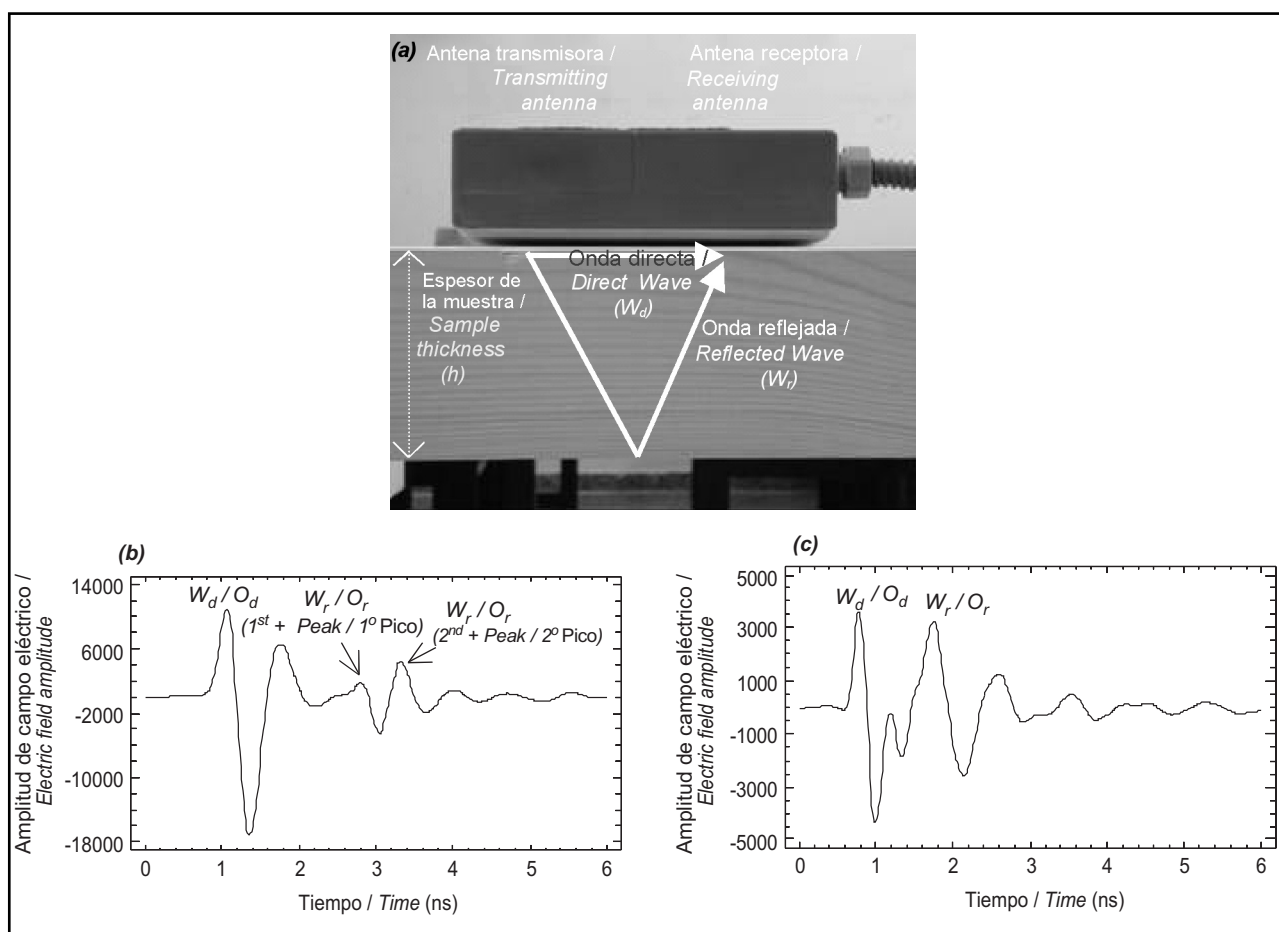 (a)
Antena transmisora /
Transmitting
antenna
Antena receptora /
Receiving
antenna
Onda directa /
Direct Wave
(Wd)
Espesor de
la muestra /
Sample
thickness
(h)
Onda reflejada /
Reflected Wave
(Wr)
(b)
Amplitud de campo eléctrico /
Electric field amplitude
14000
6000
-2000
-10000
-18000
Wd / Od
Wr / Or
(1st + Peak / 1º Pico)
Wr / Or
(2nd + Peak / 2º Pico)
0 1 2 3 4 5 6
Tiempo / Time (ns)
(c)
Amplitud de campo eléctrico /
Electric field amplitude
5000
3000
1000
-1000
-3000
-5000
Wd / Od
Wr / Or
0 1 2 3 4 5 6
Tiempo / Time (ns)